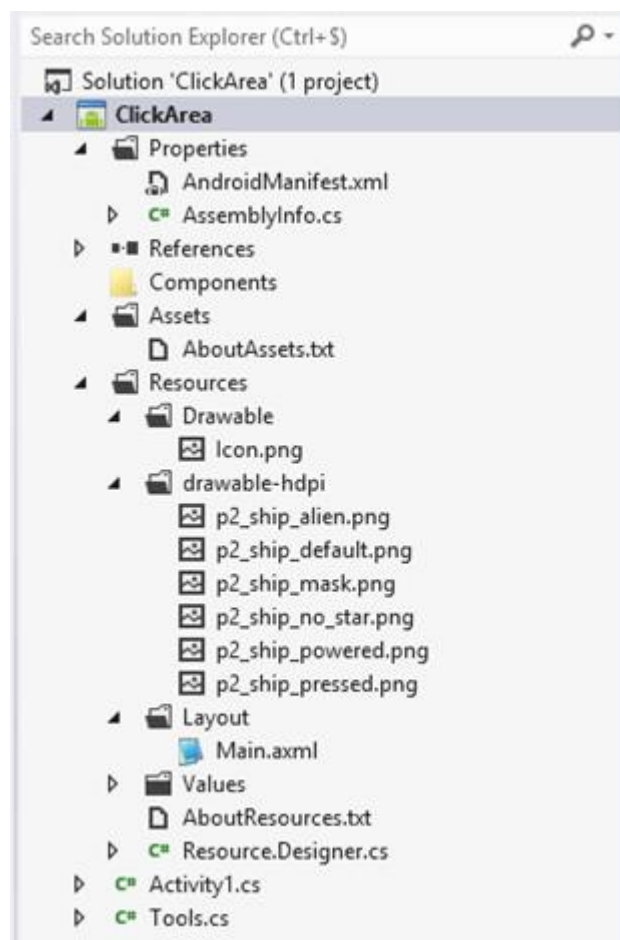 Search Solution Explorer (Ctrl+$)
Solution 'ClickArea' (1 project)
ClickArea
Properties
AndroidManifest.xml
C# AssemblyInfo.cs
References
Components
Assets
AboutAssets.txt
Resources
Drawable
Icon.png
drawable-hdpi
p2_ship_alien.png
p2_ship_default.png
p2_ship_mask.png
p2_ship_no_star.png
p2_ship_powered.png
p2_ship_pressed.png
Layout
Main.axml
Values
AboutResources.txt
C# Resource.Designer.cs
C# Activity1.cs
C# Tools.cs